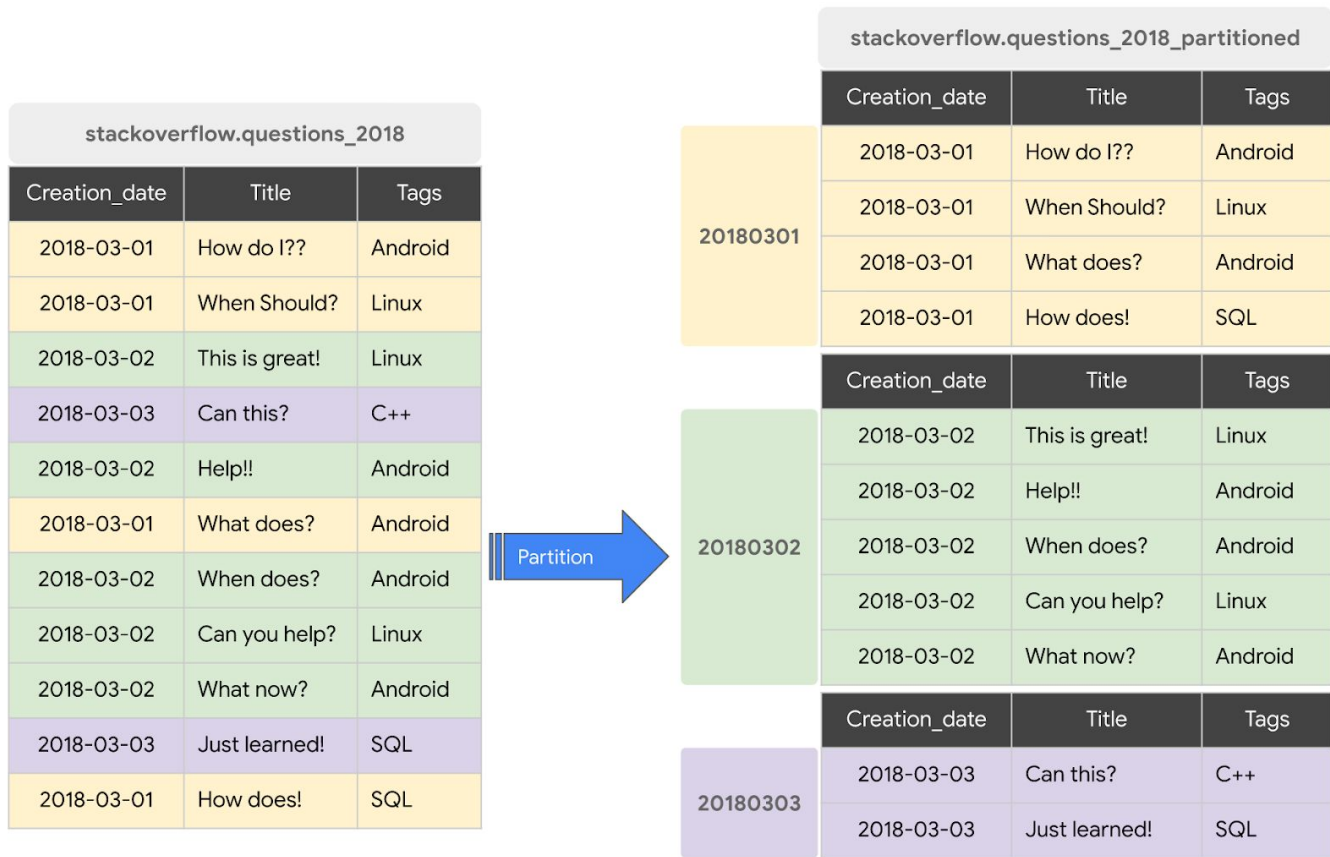 stackoverflow.questions_2018
Creation_date Title Tags
2018-03-01 How do I?? Android
2018-03-01 When Should? Linux
2018-03-02 This is great! Linux
2018-03-03 Can this? C++
2018-03-02 Help!! Android
2018-03-01 What does? Android
2018-03-02 When does? Android
2018-03-02 Can you help? Linux
2018-03-02 What now? Android
2018-03-03 Just learned! SQL
2018-03-01 How does! SQL
Partition
stackoverflow.questions_2018_partitioned
Creation_date Title Tags
20180301
2018-03-01 How do I?? Android
2018-03-01 When Should? Linux
2018-03-01 What does? Android
2018-03-01 How does! SQL
Creation_date Title Tags
20180302
2018-03-02 This is great! Linux
2018-03-02 Help!! Android
2018-03-02 When does? Android
2018-03-02 Can you help? Linux
2018-03-02 What now? Android
Creation_date Title Tags
20180303
2018-03-03 Can this? C++
2018-03-03 Just learned! SQL